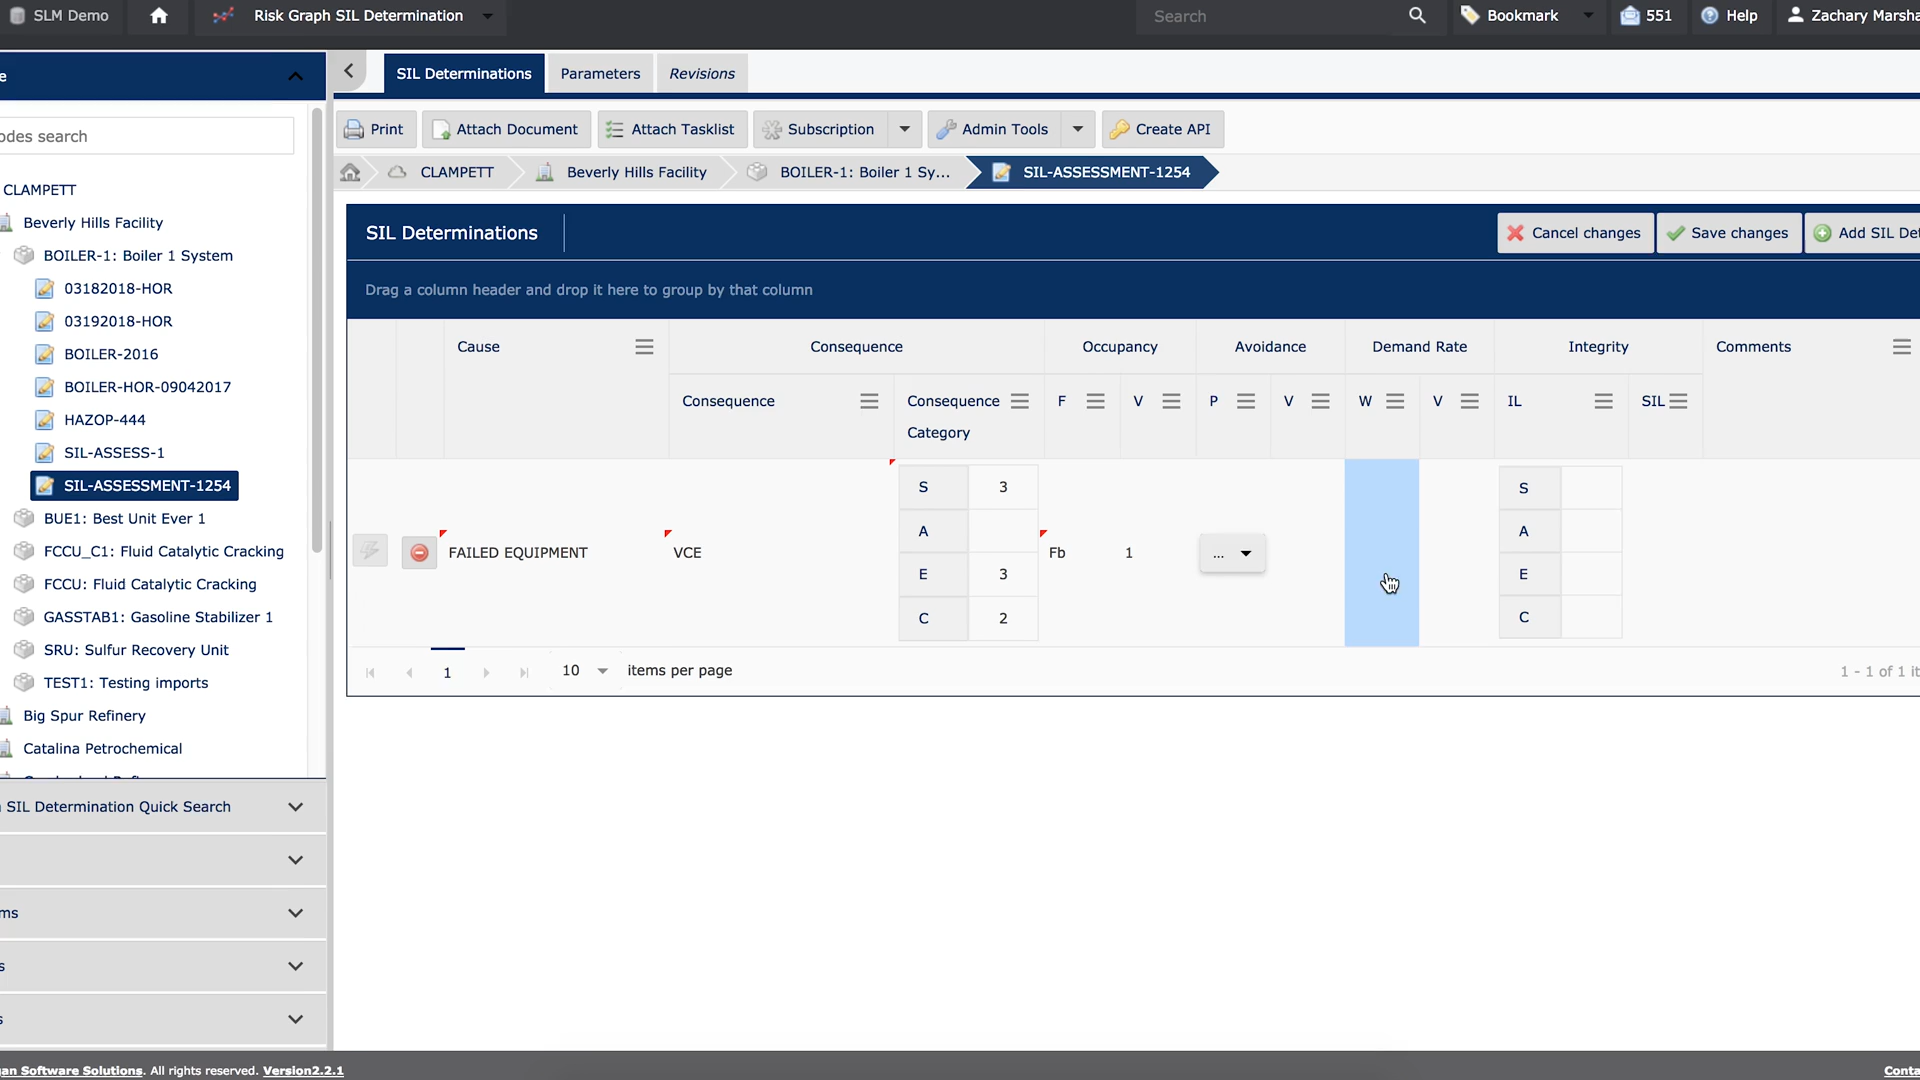 SLM Demo
Risk Graph SIL Determination
Search
Bookmark
551
Help
Zachary Marsha
e
odes search
CLAMPETT
Beverly Hills Facility
BOILER-1: Boiler 1 System
03182018-HOR
03192018-HOR
BOILER-2016
BOILER-HOR-09042017
HAZOP-444
SIL-ASSESS-1
SIL-ASSESSMENT-1254
BUE1: Best Unit Ever 1
FCCU_C1: Fluid Catalytic Cracking
FCCU: Fluid Catalytic Cracking
GASSTAB1: Gasoline Stabilizer 1
SRU: Sulfur Recovery Unit
TEST1: Testing imports
Big Spur Refinery
Catalina Petrochemical
SIL Determination Quick Search
ms
s
s
SIL Determinations
Parameters
Revisions
Print
Attach Document
Attach Tasklist
Subscription
Admin Tools
Create API
CLAMPETT
Beverly Hills Facility
BOILER-1: Boiler 1 Sy...
SIL-ASSESSMENT-1254
SIL Determinations
Cancel changes
Save changes
Add SIL Det
Drag a column header and drop it here to group by that column
Cause
Consequence
Occupancy
Avoidance
Demand Rate
Integrity
Comments
Consequence
Consequence
Category
F
V
P
V
W
V
IL
SIL
FAILED EQUIPMENT
VCE
S 3
A
E 3
C 2
Fb
1
...
S
A
E
C
1
10
items per page
1 - 1 of 1 it
an Software Solutions. All rights reserved. Version2.2.1
Conta